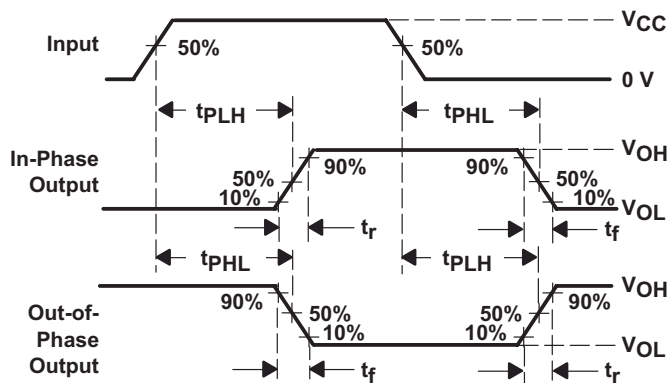 Input
50%
50%
VCC
0 V
tPLH
tPHL
In-Phase
Output
50%
10%
90%
90%
50%
10%
VOH
VOL
tr
tf
tPHL
tPLH
Out-of-
Phase
Output
90%
50%
10%
10%
50%
90%
VOH
VOL
tf
tr